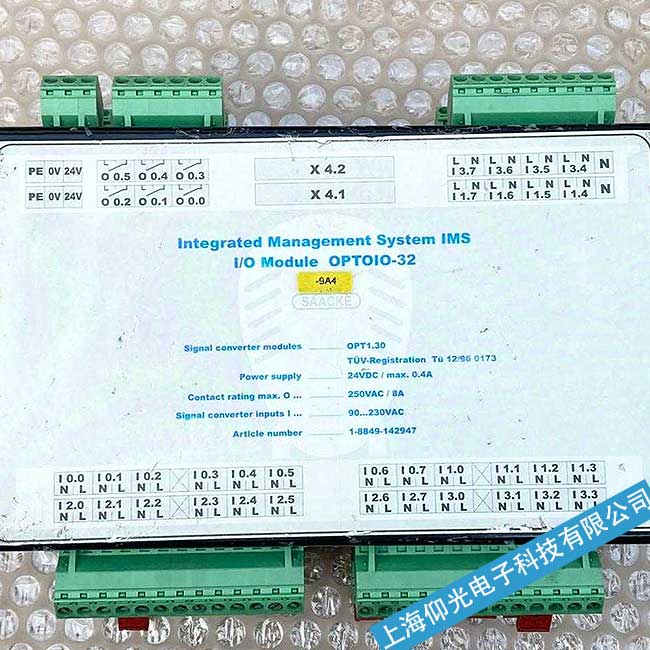 PE 0V 24V
O 0.5 O 0.4 O 0.3
X 4.2
L N L N L N L N N
I 3.7 I 3.6 I 3.5 I 3.4
PE 0V 24V
O 0.2 O 0.1 O 0.0
X 4.1
L N L N L N L N N
I 1.7 I 1.6 I 1.5 I 1.4
Integrated Management System IMS
I/O Module OPTOIO-32
-9A4
SAACKE
Signal converter modules OPT1.30
TÜV-Registration Tü 12/96 0173
Power supply 24VDC / max. 0.4A
Contact rating max. O ... 250VAC / 8A
Signal converter inputs I ... 90...230VAC
Article number 1-8849-142947
I 0.0 I 0.1 I 0.2 I 0.3 I 0.4 I 0.5
N L N L N L N L N L N L
I 2.0 I 2.1 I 2.2 I 2.3 I 2.4 I 2.5
N L N L N L N L N L N L
I 0.6 I 0.7 I 1.0 I 1.1 I 1.2 I 1.3
N L N L N L N L N L N L
I 2.6 I 2.7 I 3.0 I 3.1 I 3.2 I 3.3
N L N L N L N L N L N L
上海仰光电子科技有限公司